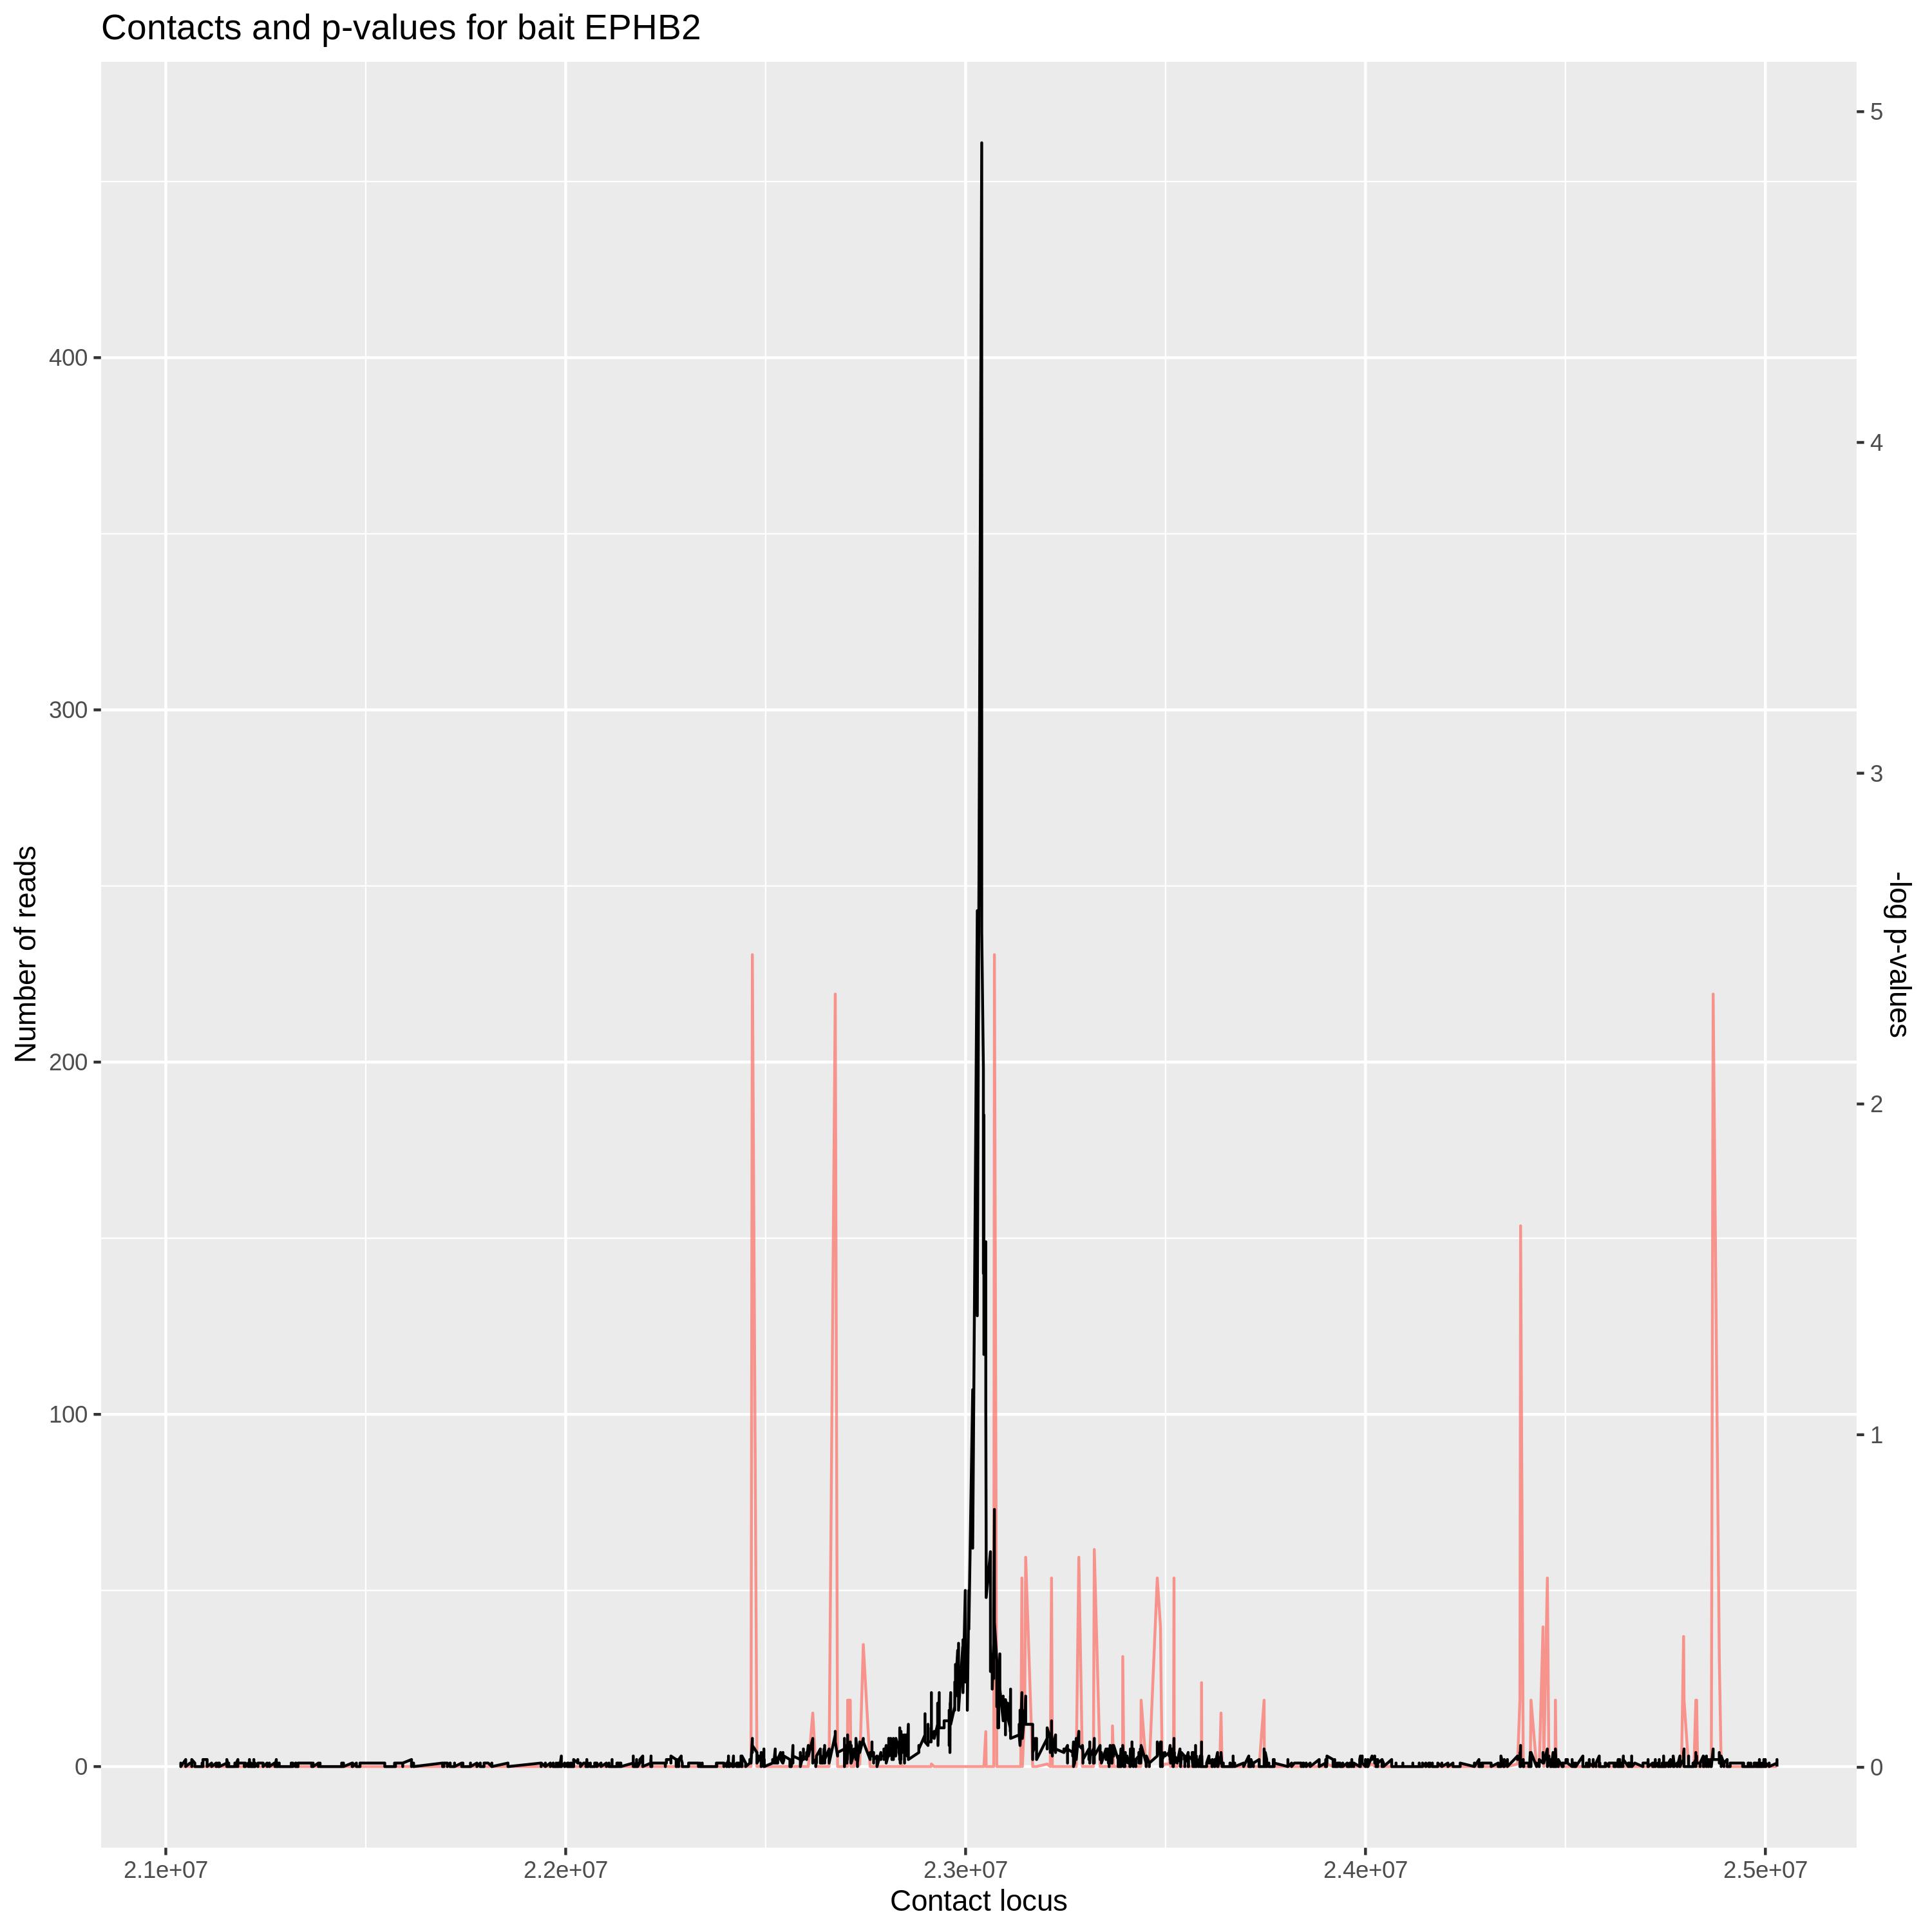 Contacts and p-values for bait EPHB2
5
4
3
2
1
0
400
300
200
100
0
Number of reads
-log p-values
2.1e+07
2.2e+07
2.3e+07
2.4e+07
2.5e+07
Contact locus